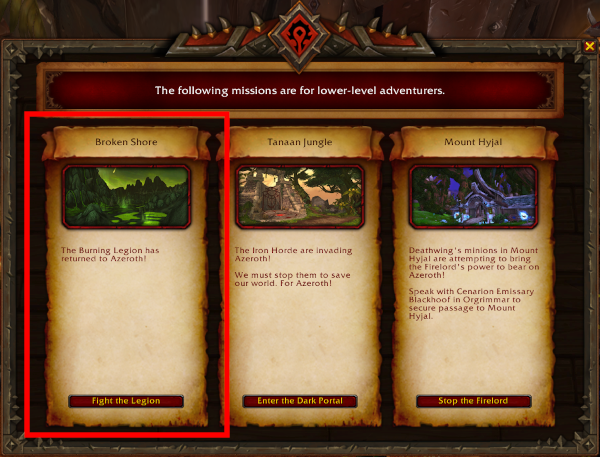 The following missions are for lower-level adventurers.
Broken Shore
The Burning Legion has
returned to Azeroth!
Fight the Legion
Tanaan Jungle
The Iron Horde are invading
Azeroth!
We must stop them to save
our world. For Azeroth!
Enter the Dark Portal
Mount Hyjal
Deathwing's minions in Mount
Hyjal are attempting to bring
the Firelord's power to bear on
Azeroth!
Speak with Cenarion Emissary
Blackhoof in Orgrimmar to
secure passage to Mount
Hyjal.
Stop the Firelord